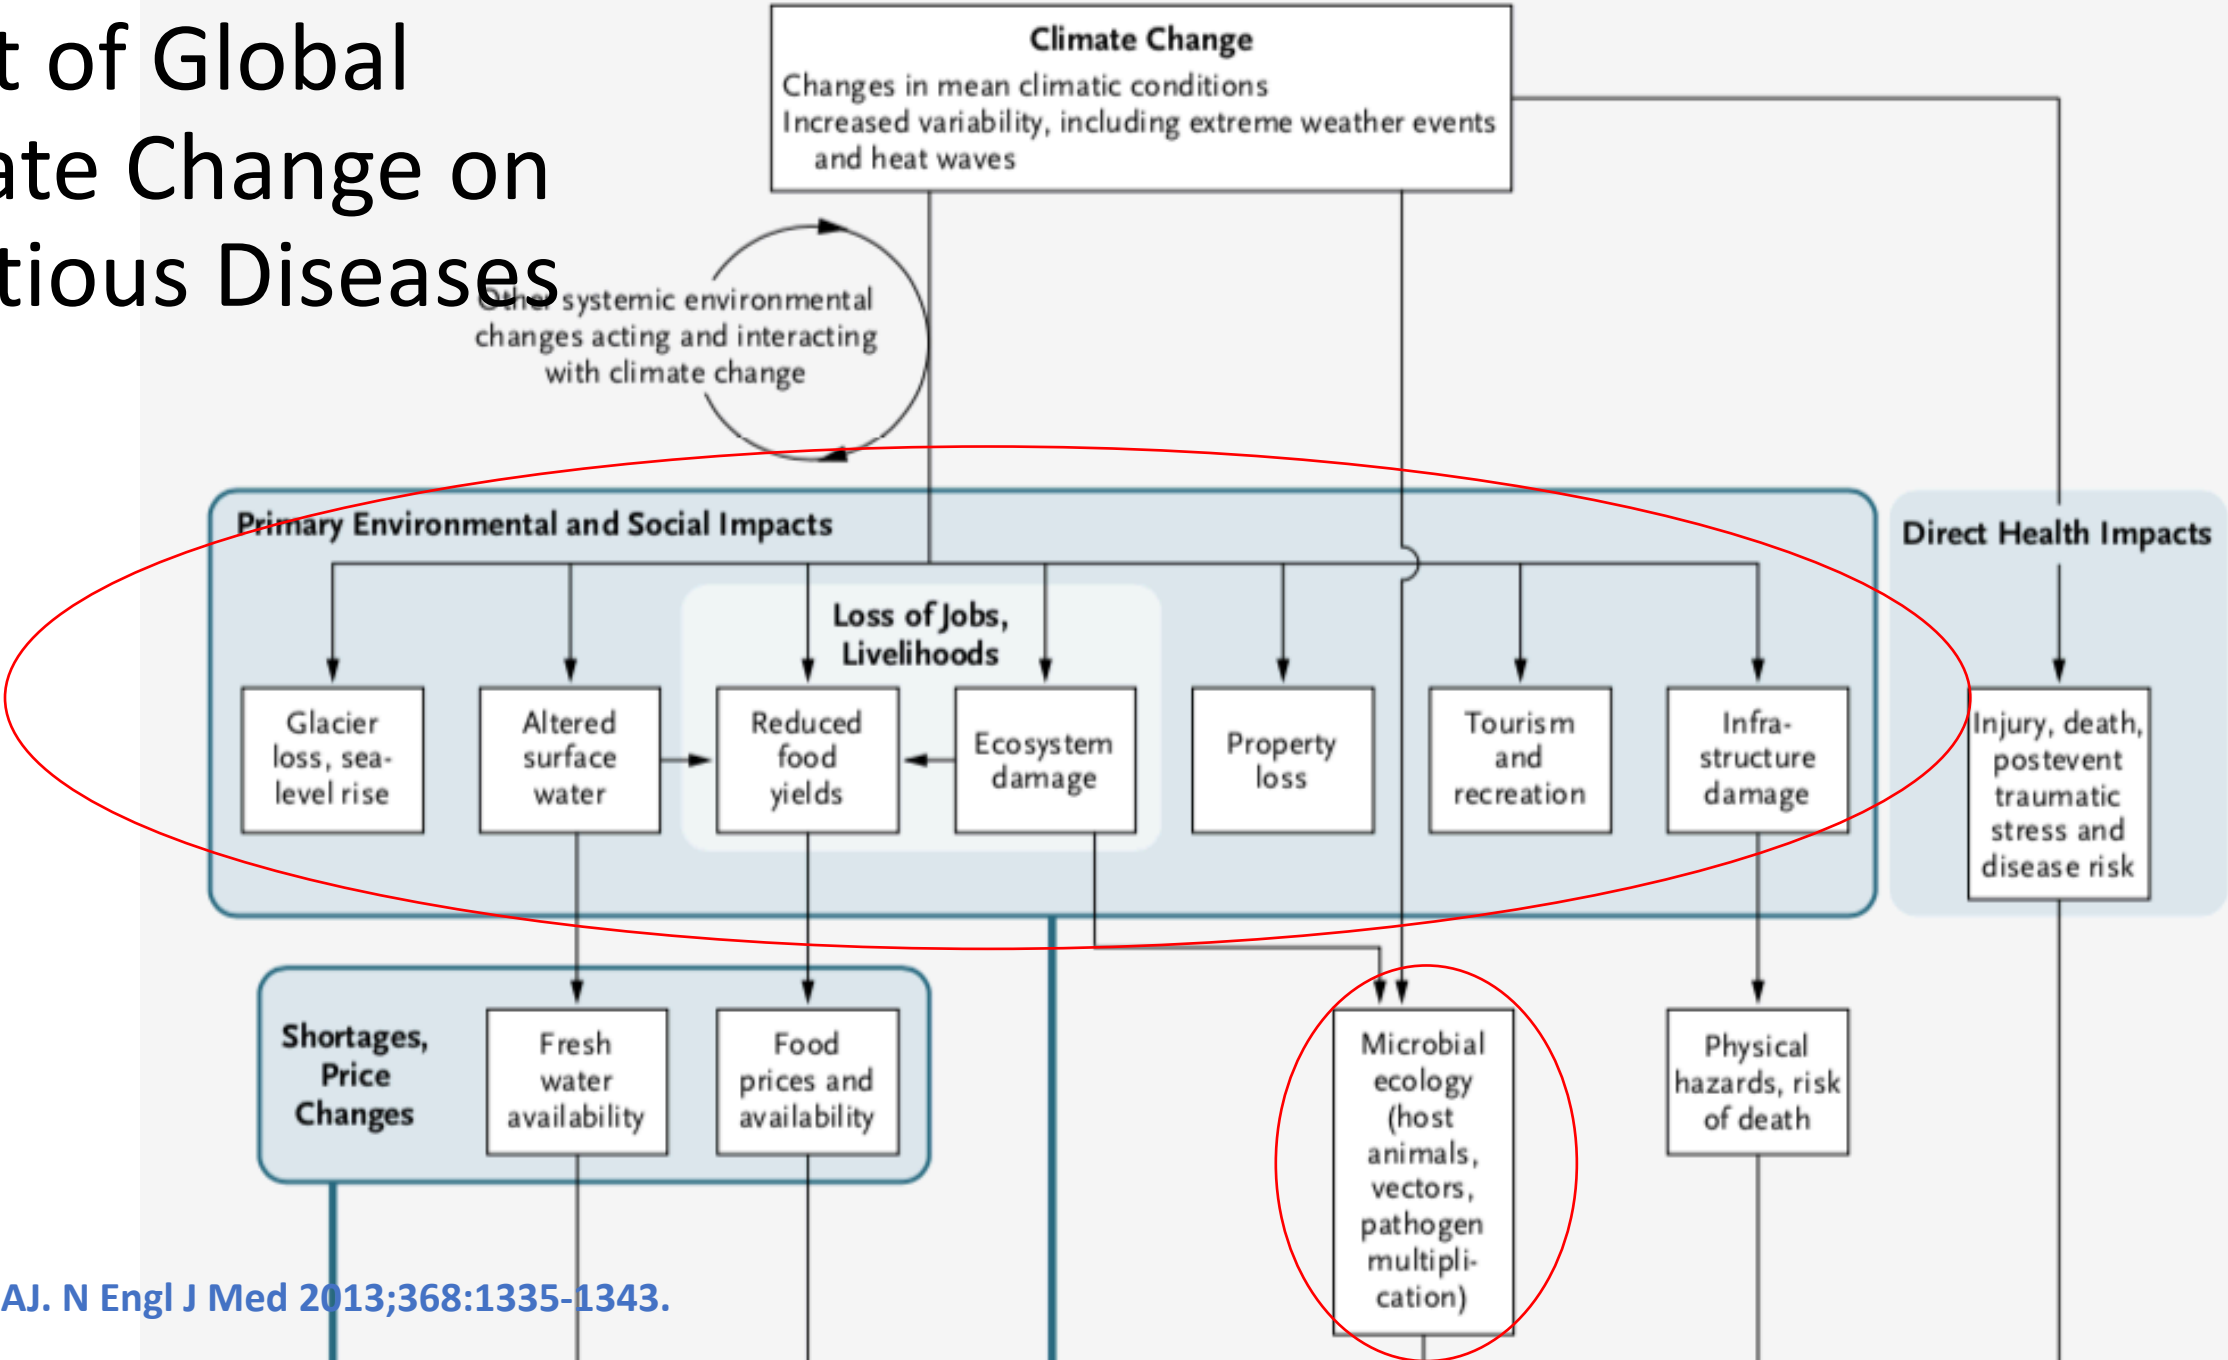 t of Global
ate Change on
tious Diseases
Climate Change
Changes in mean climatic conditions
Increased variability, including extreme weather events
and heat waves
Other systemic environmental
changes acting and interacting
with climate change
Primary Environmental and Social Impacts
Direct Health Impacts
Loss of Jobs,
Livelihoods
Glacier
loss, sea-
level rise
Altered
surface
water
Reduced
food
yields
Ecosystem
damage
Property
loss
Tourism
and
recreation
Infra-
structure
damage
Injury, death,
postevent
traumatic
stress and
disease risk
Shortages,
Price
Changes
Fresh
water
availability
Food
prices and
availability
Microbial
ecology
(host
animals,
vectors,
pathogen
multipli-
cation)
Physical
hazards, risk
of death
AJ. N Engl J Med 2013;368:1335-1343.